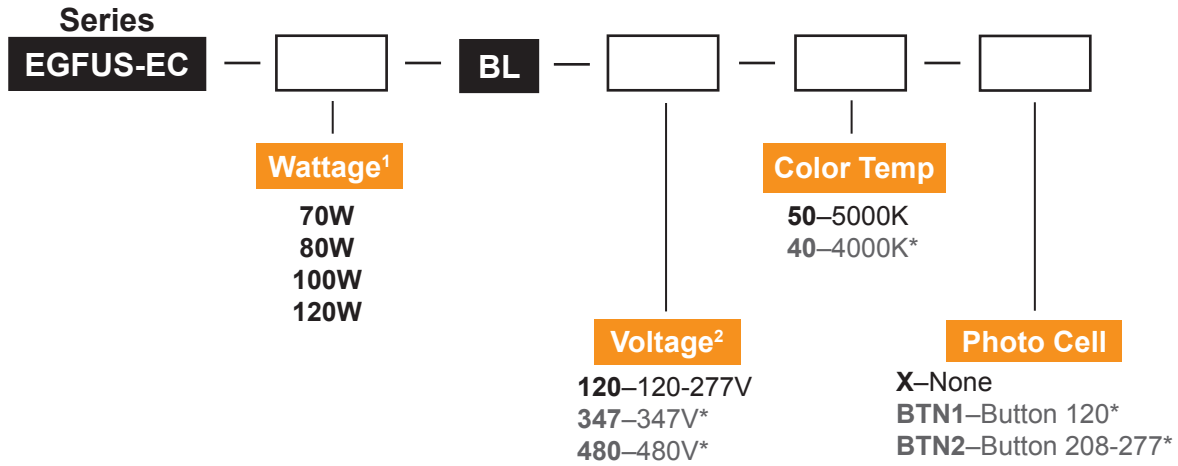 Series
EGFUS-EC — — BL — — —
Wattage¹
70W
80W
100W
120W
Color Temp
50–5000K
40–4000K*
Voltage²
120–120-277V
347–347V*
480–480V*
Photo Cell
X–None
BTN1–Button 120*
BTN2–Button 208-277*